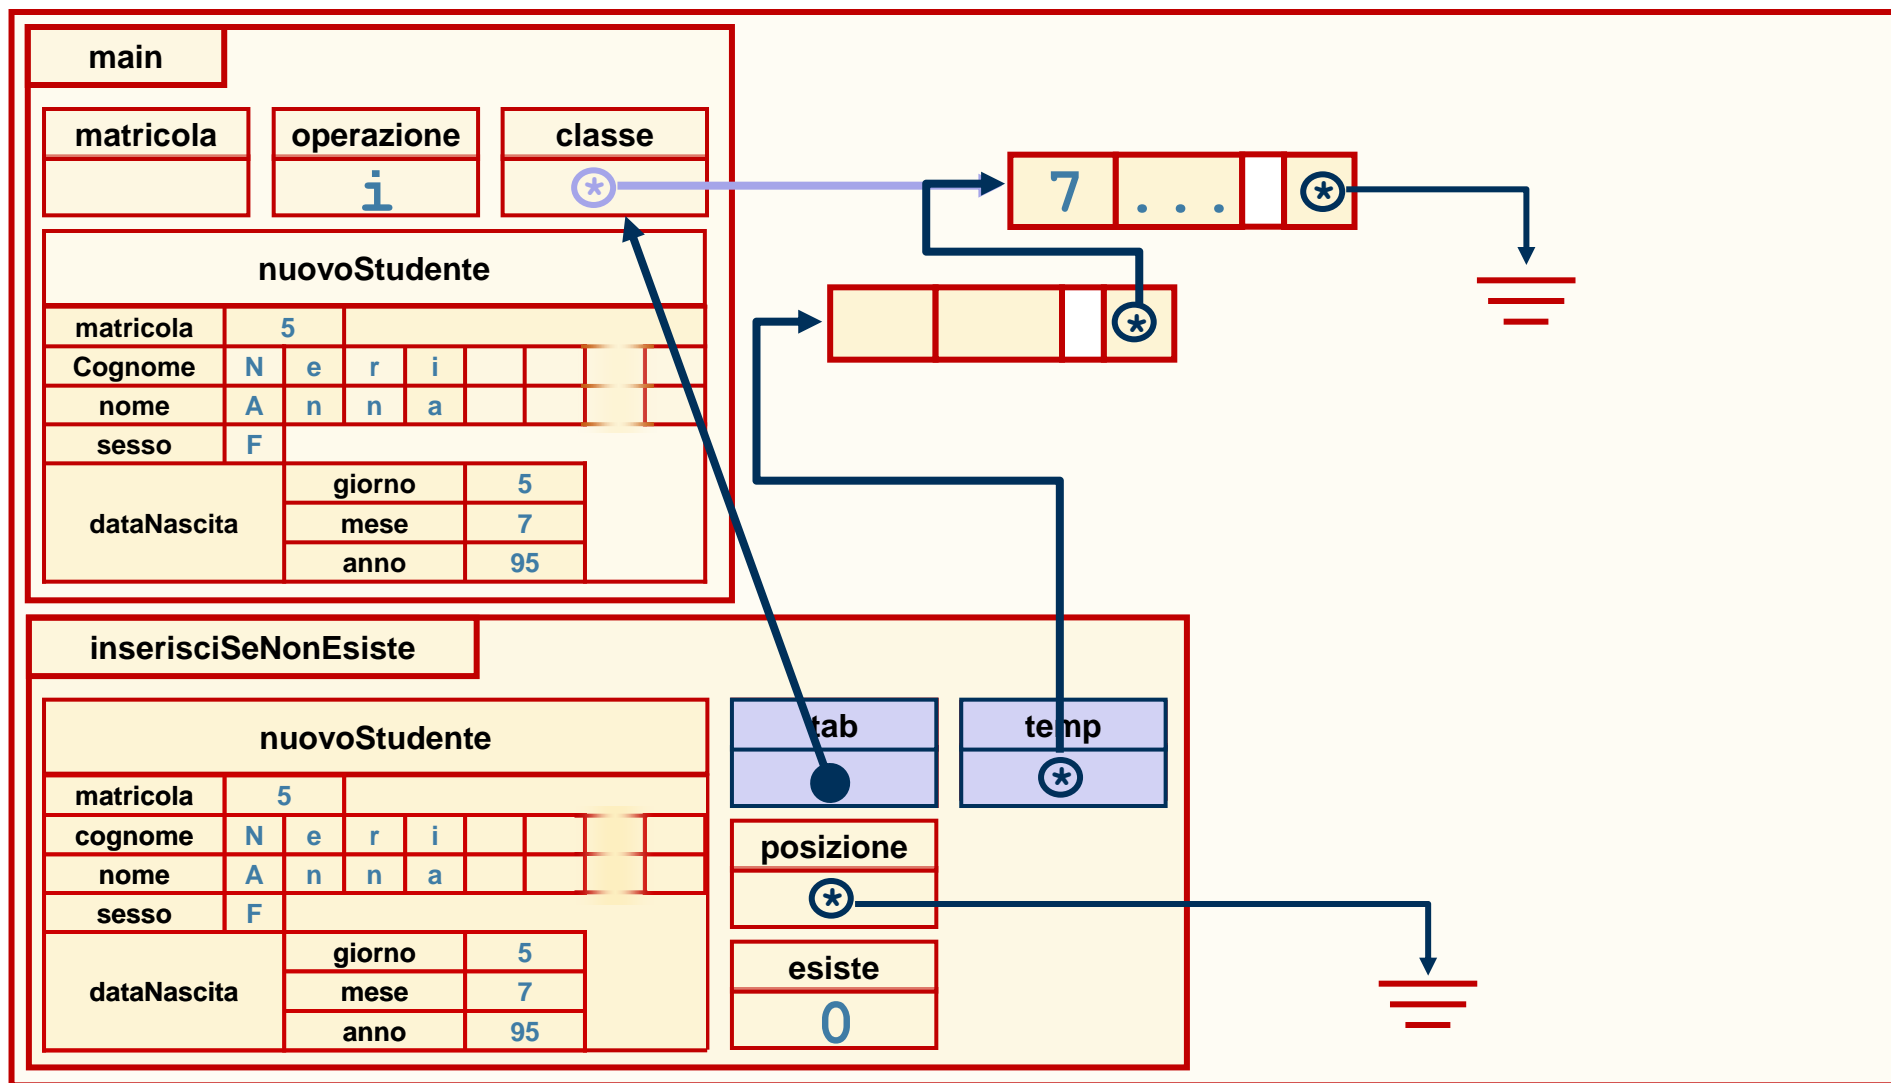 main
matricola operazione classe
i *
7 . . . *
nuovoStudente
matricola 5
Cognome N e r i
*
nome A n n a
sesso F
giorno 5
dataNascita mese 7
anno 95
inserisciSeNonEsiste
nuovoStudente tab temp
*
matricola 5
cognome N e r i posizione
nome A n n a *
sesso F
giorno 5 esiste
dataNascita mese 7 0
anno 95